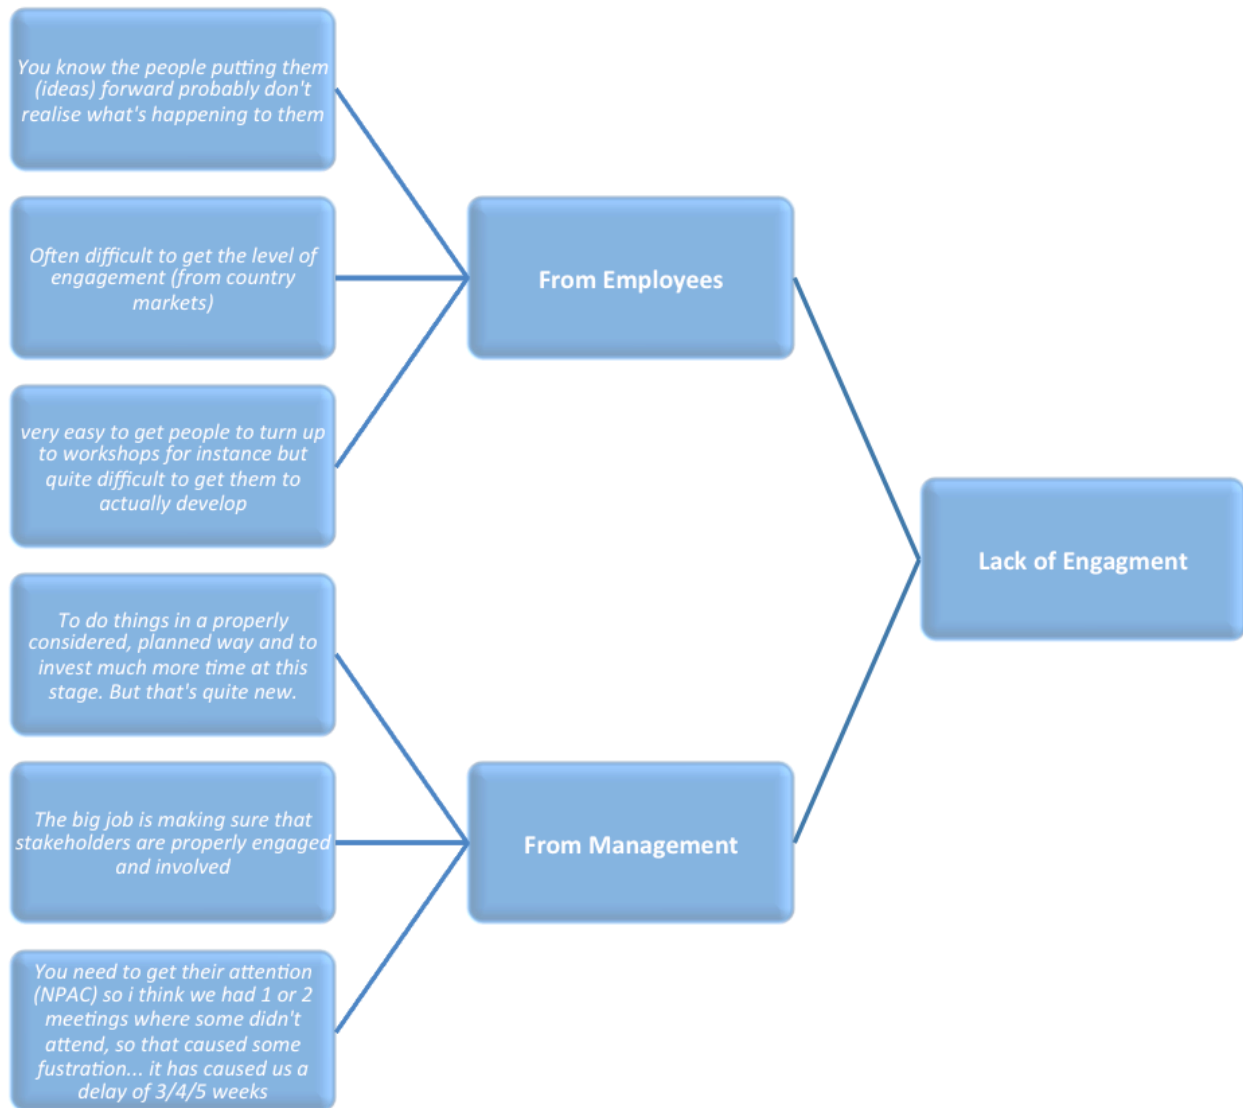 You know the people putting them
(ideas) forward probably don't
realise what's happening to them
Often difficult to get the level of
engagement (from country
markets)
very easy to get people to turn up
to workshops for instance but
quite difficult to get them to
actually develop
From Employees
To do things in a properly
considered, planned way and to
invest much more time at this
stage. But that's quite new.
The big job is making sure that
stakeholders are properly engaged
and involved
You need to get their attention
(NPAC) so i think we had 1 or 2
meetings where some didn't
attend, so that caused some
fustration... it has caused us a
delay of 3/4/5 weeks
From Management
Lack of Engagment